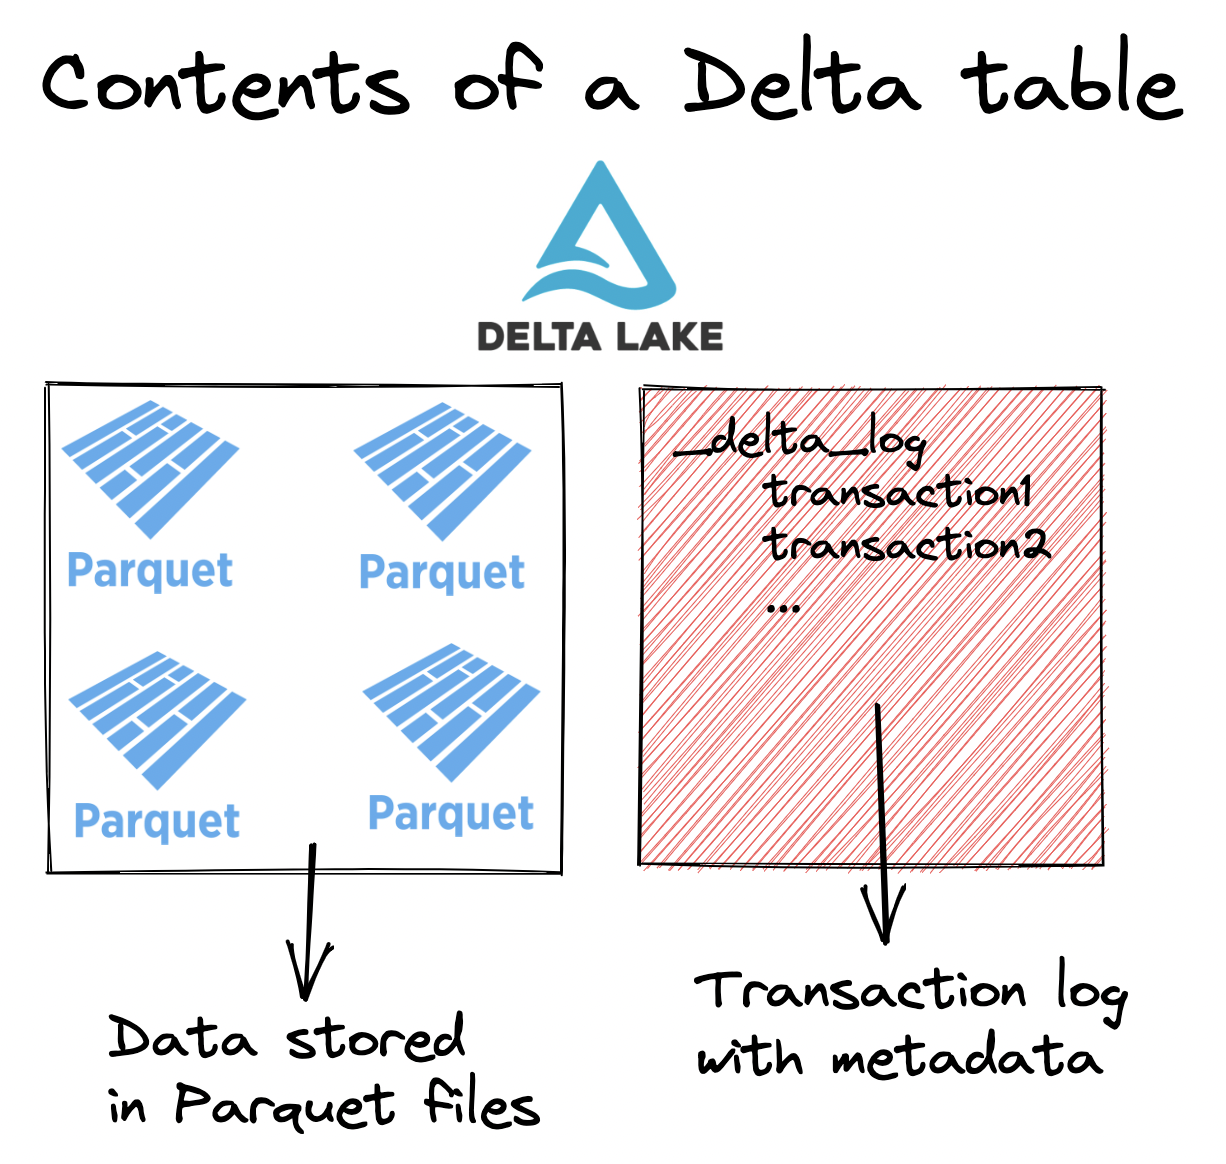 Contents of a Delta table
DELTA LAKE
Parquet
Parquet
Parquet
Parquet
_delta_log
transaction1
transaction2
...
Data stored
in Parquet files
Transaction log
with metadata